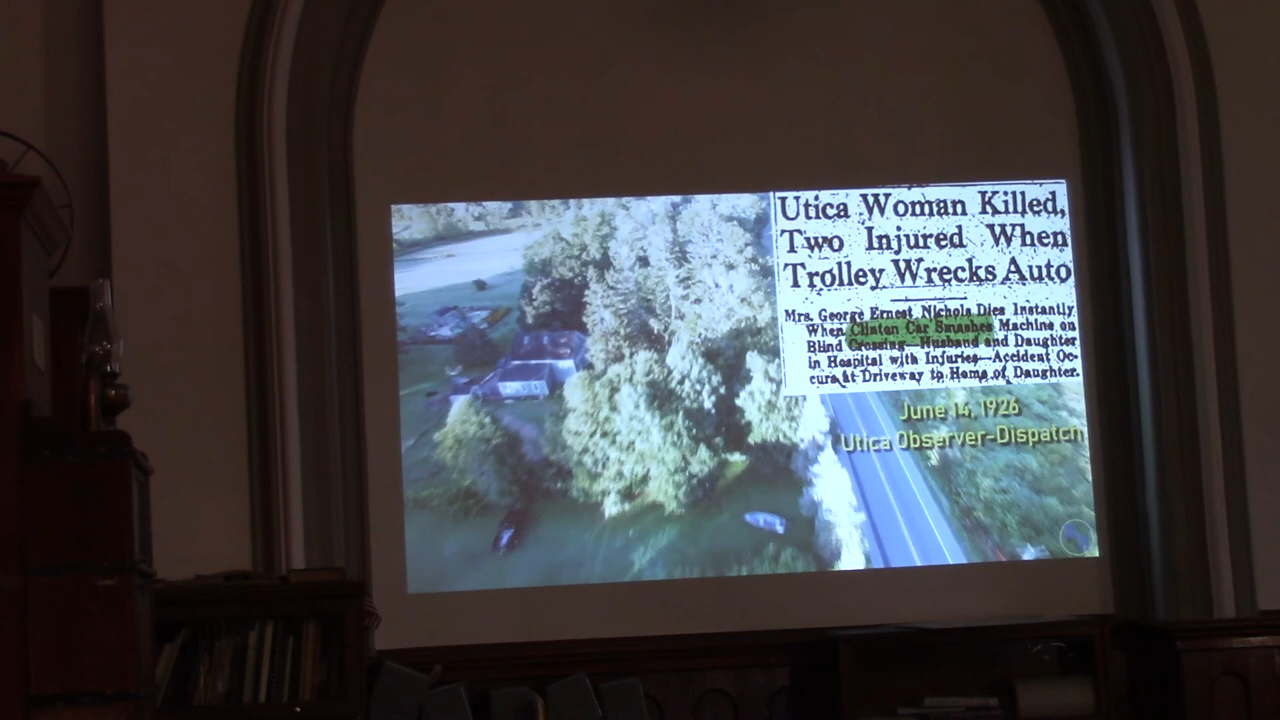 Utica Woman Killed,
Two Injured When
Trolley Wrecks Auto
Mrs. George Ernest Nichols Dies Instantly
When Clinton Car Smashes Machine on
Blind Crossing—Husband and Daughter
in Hospital with Injuries—Accident Oc-
curs At Driveway to Home of Daughter.
June 14, 1926
Utica Observer-Dispatch